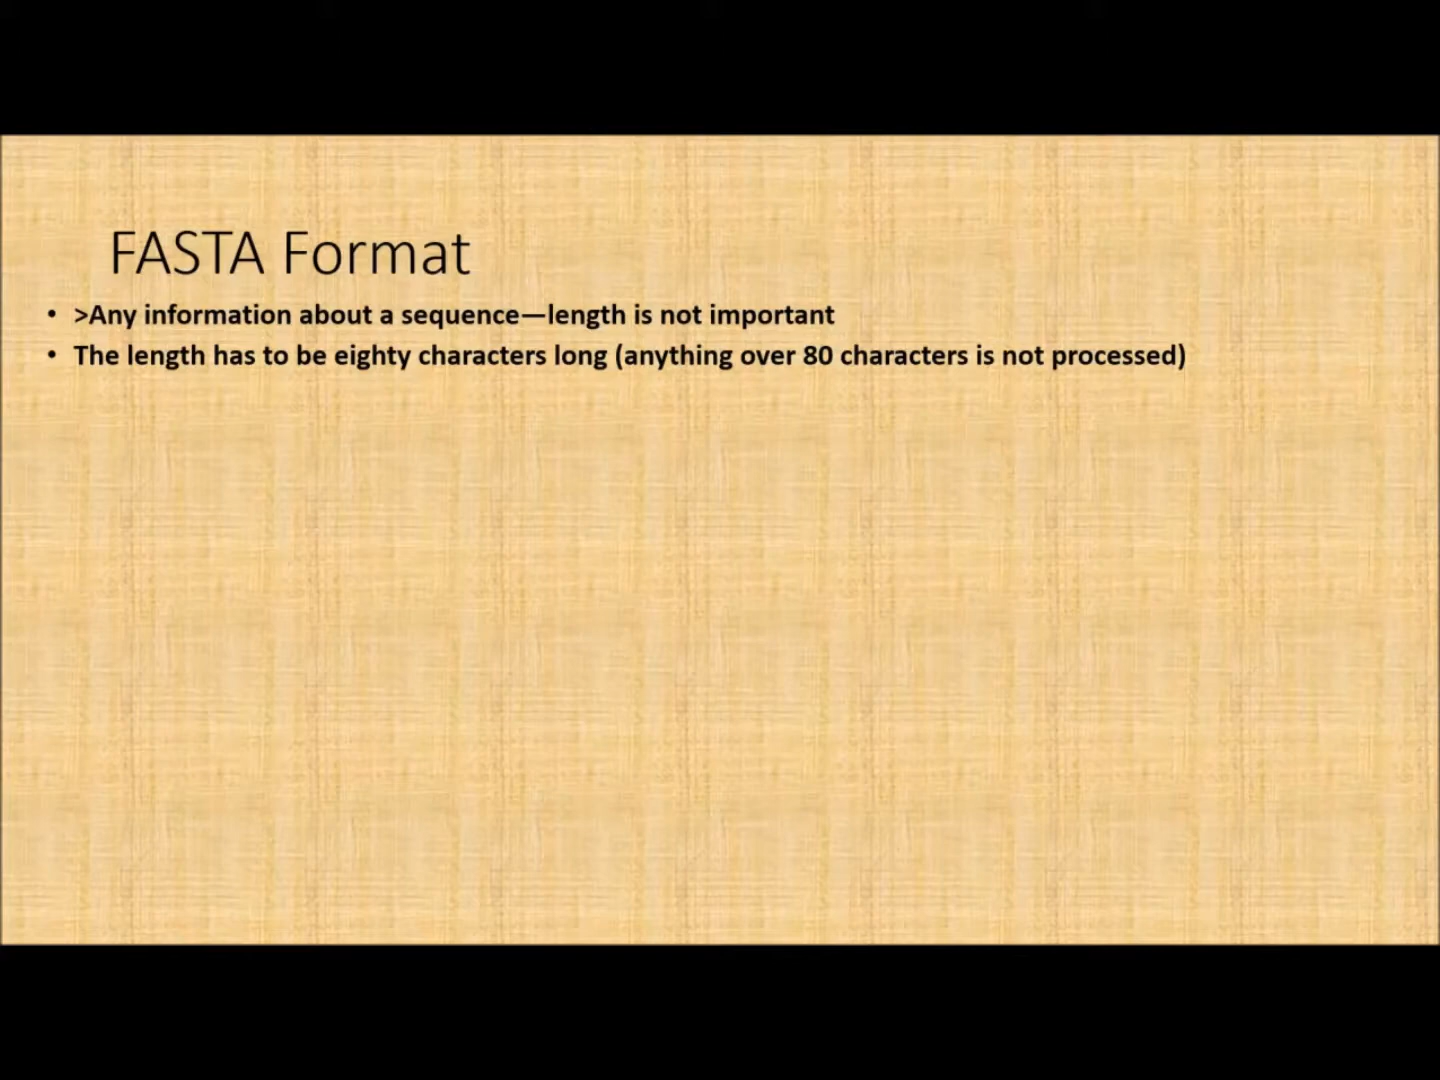 FASTA Format
• >Any information about a sequence—length is not important
• The length has to be eighty characters long (anything over 80 characters is not processed)